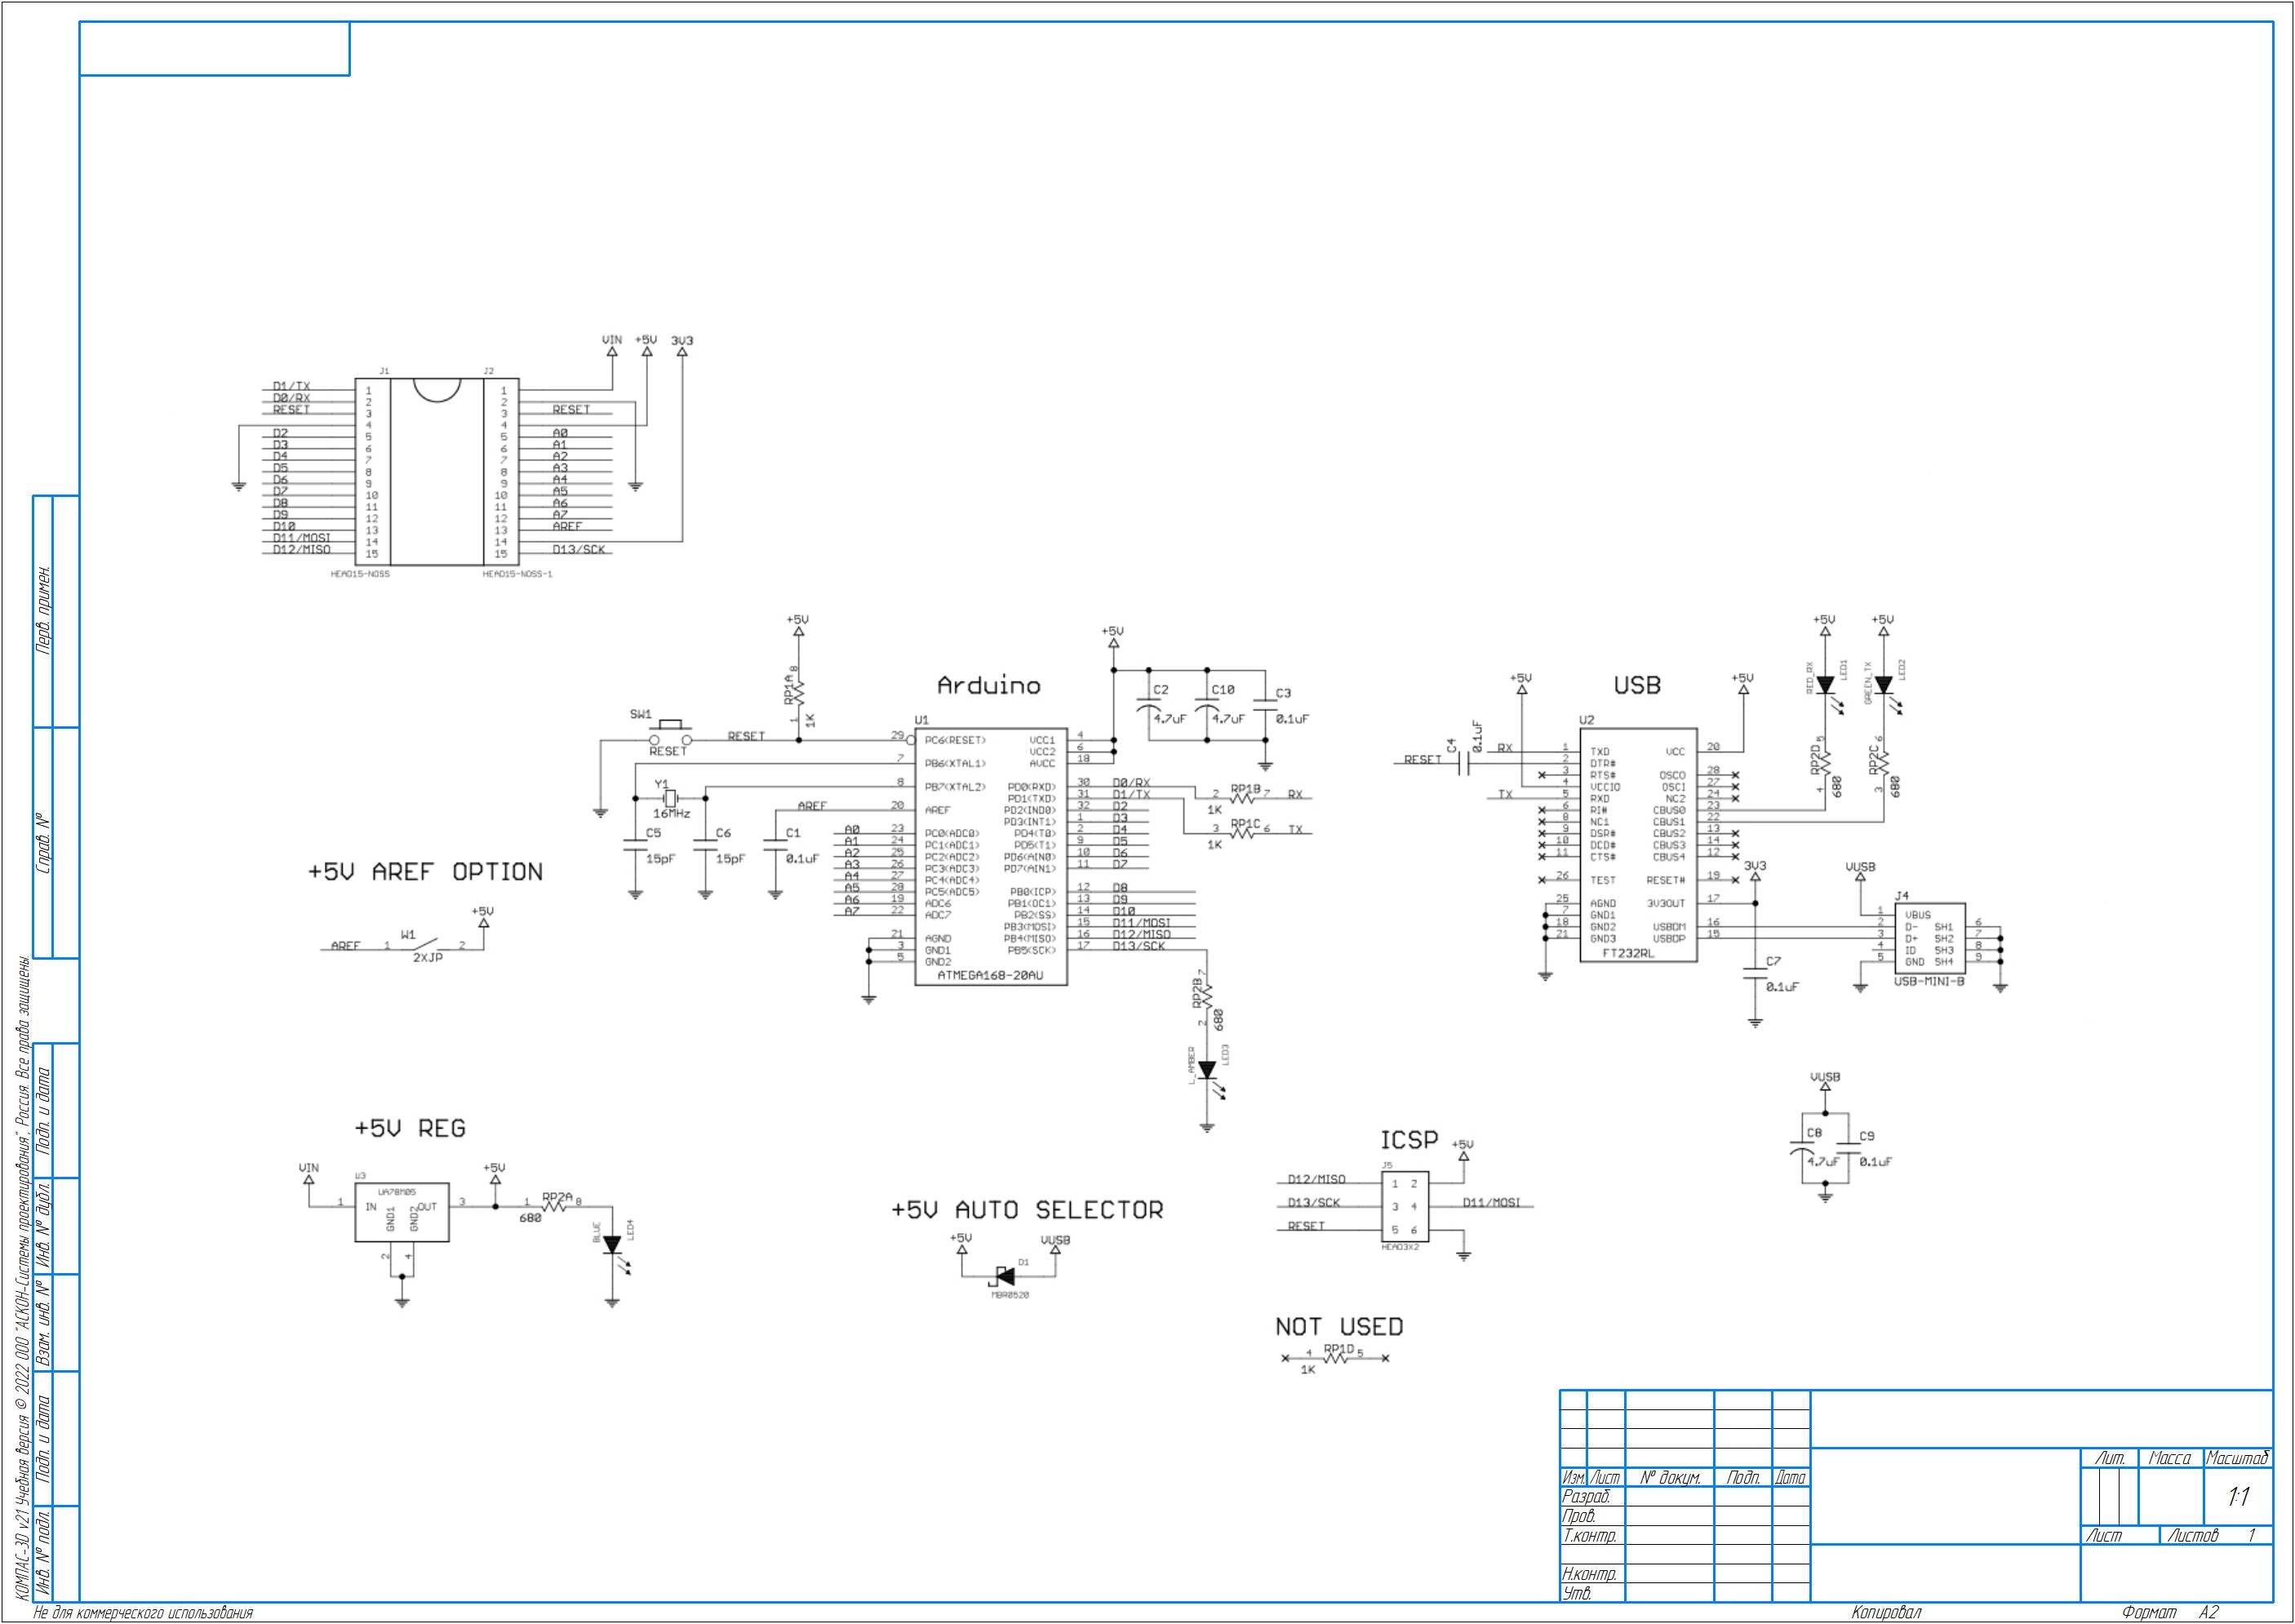 VIN +5V 3V3
J1 J2
D1/TX 1 1
D0/RX 2 2
RESET 3 3 RESET
4 4
D2 5 5 A0
D3 6 6 A1
D4 7 7 A2
D5 8 8 A3
D6 9 9 A4
D7 10 10 A5
D8 11 11 A6
D9 12 12 A7
D10 13 13 AREF
D11/MOSI 14 14
D12/MISO 15 15 D13/SCK
HEAD15-NOSS HEAD15-NOSS-1
+5V AREF OPTION
+5V
AREF 1 W1 2
2XJP
+5V REG
VIN +5V
U3
UA78M05
1 IN OUT 3
GND1 GND2
2 4
1 RP2A 8
680
BLUE LED4
Arduino
+5V
RP1A 8
1 1K
SW1
RESET
RESET
Y1
16MHz
C5
15pF
C6
15pF
AREF
C1
0.1uF
+5V
C2
4.7uF
C10
4.7uF
C3
0.1uF
U1
29 PC6(RESET) VCC1 4
VCC2 6
7 PB6(XTAL1) AVCC 18
8 PB7(XTAL2) PD0(RXD) 30 D0/RX
PD1(TXD) 31 D1/TX
20 AREF PD2(IND0) 32 D2
PD3(INT1) 1 D3
A0 23 PC0(ADC0) PD4(T0) 2 D4
A1 24 PC1(ADC1) PD5(T1) 9 D5
A2 25 PC2(ADC2) PD6(AIN0) 10 D6
A3 26 PC3(ADC3) PD7(AIN1) 11 D7
A4 27 PC4(ADC4)
A5 28 PC5(ADC5) PB0(ICP) 12 D8
A6 19 ADC6 PB1(OC1) 13 D9
A7 22 ADC7 PB2(SS) 14 D10
PB3(MOSI) 15 D11/MOSI
21 AGND PB4(MISO) 16 D12/MISO
3 GND1 PB5(SCK) 17 D13/SCK
5 GND2
ATMEGA168-20AU
2 RP1B 7 RX
1K
3 RP1C 6 TX
1K
RP2B 7
2 680
L_AMBER LED3
+5V AUTO SELECTOR
+5V VUSB
D1
MBR0520
ICSP
+5V
J5
D12/MISO 1 2
D13/SCK 3 4 D11/MOSI
RESET 5 6
HEAD3X2
NOT USED
4 RP1D 5
1K
USB
+5V +5V
+5V +5V
RED_RX LED1
GREEN_TX LED2
RP2D 5
4 680
RP2C 6
3 680
RESET C4 0.1uF
RX
TX
U2
1 TXD VCC 20
2 DTR#
3 RTS# OSCO 28
4 VCCIO OSCI 27
5 RXD NC2 24
6 RI# CBUS0 23
8 NC1 CBUS1 22
9 DSR# CBUS2 13
10 DCD# CBUS3 14
11 CTS# CBUS4 12
26 TEST RESET# 19
25 AGND 3V3OUT 17
7 GND1
18 GND2 USBDM 16
21 GND3 USBDP 15
FT232RL
3V3
C7
0.1uF
VUSB
J4
1 VBUS
2 D- SH1 6
3 D+ SH2 7
4 ID SH3 8
5 GND SH4 9
USB-MINI-B
VUSB
C8
4.7uF
C9
0.1uF
Перв. примен.
Справ. №
Подп. и дата
Инв. № дубл.
Взам. инв. №
Подп. и дата
Инв. № подл.
КОМПАС-3D v21 Учебная версия © 2022 ООО "АСКОН-Системы проектирования", Россия. Все права защищены.
Лит. Масса Масштаб
Изм. Лист № докум. Подп. Дата
1:1
Разраб.
Пров.
Т.контр. Лист Листов 1
Н.контр.
Утв.
Не для коммерческого использования
Копировал
Формат A2